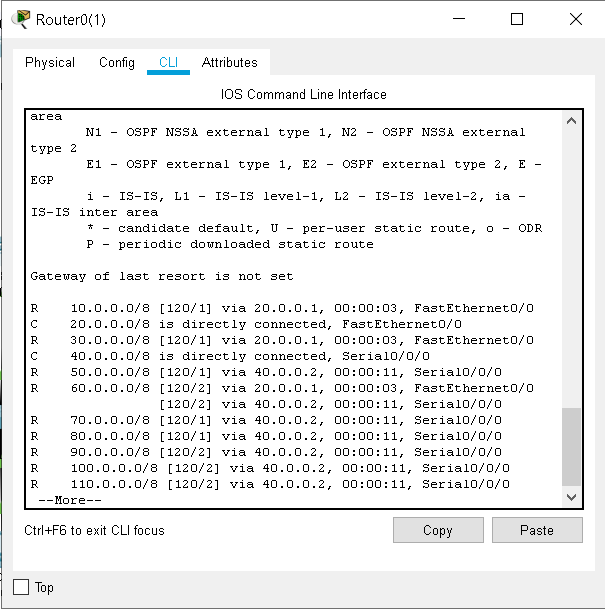 Router0(1)
Physical Config CLI Attributes
IOS Command Line Interface
area
N1 - OSPF NSSA external type 1, N2 - OSPF NSSA external
type 2
E1 - OSPF external type 1, E2 - OSPF external type 2, E -
EGP
i - IS-IS, L1 - IS-IS level-1, L2 - IS-IS level-2, ia -
IS-IS inter area
* - candidate default, U - per-user static route, o - ODR
P - periodic downloaded static route
Gateway of last resort is not set
R 10.0.0.0/8 [120/1] via 20.0.0.1, 00:00:03, FastEthernet0/0
C 20.0.0.0/8 is directly connected, FastEthernet0/0
R 30.0.0.0/8 [120/1] via 20.0.0.1, 00:00:03, FastEthernet0/0
C 40.0.0.0/8 is directly connected, Serial0/0/0
R 50.0.0.0/8 [120/1] via 40.0.0.2, 00:00:11, Serial0/0/0
R 60.0.0.0/8 [120/2] via 20.0.0.1, 00:00:03, FastEthernet0/0
[120/2] via 40.0.0.2, 00:00:11, Serial0/0/0
R 70.0.0.0/8 [120/1] via 40.0.0.2, 00:00:11, Serial0/0/0
R 80.0.0.0/8 [120/1] via 40.0.0.2, 00:00:11, Serial0/0/0
R 90.0.0.0/8 [120/2] via 40.0.0.2, 00:00:11, Serial0/0/0
R 100.0.0.0/8 [120/2] via 40.0.0.2, 00:00:11, Serial0/0/0
R 110.0.0.0/8 [120/2] via 40.0.0.2, 00:00:11, Serial0/0/0
--More--
Ctrl+F6 to exit CLI focus
Copy Paste
Top